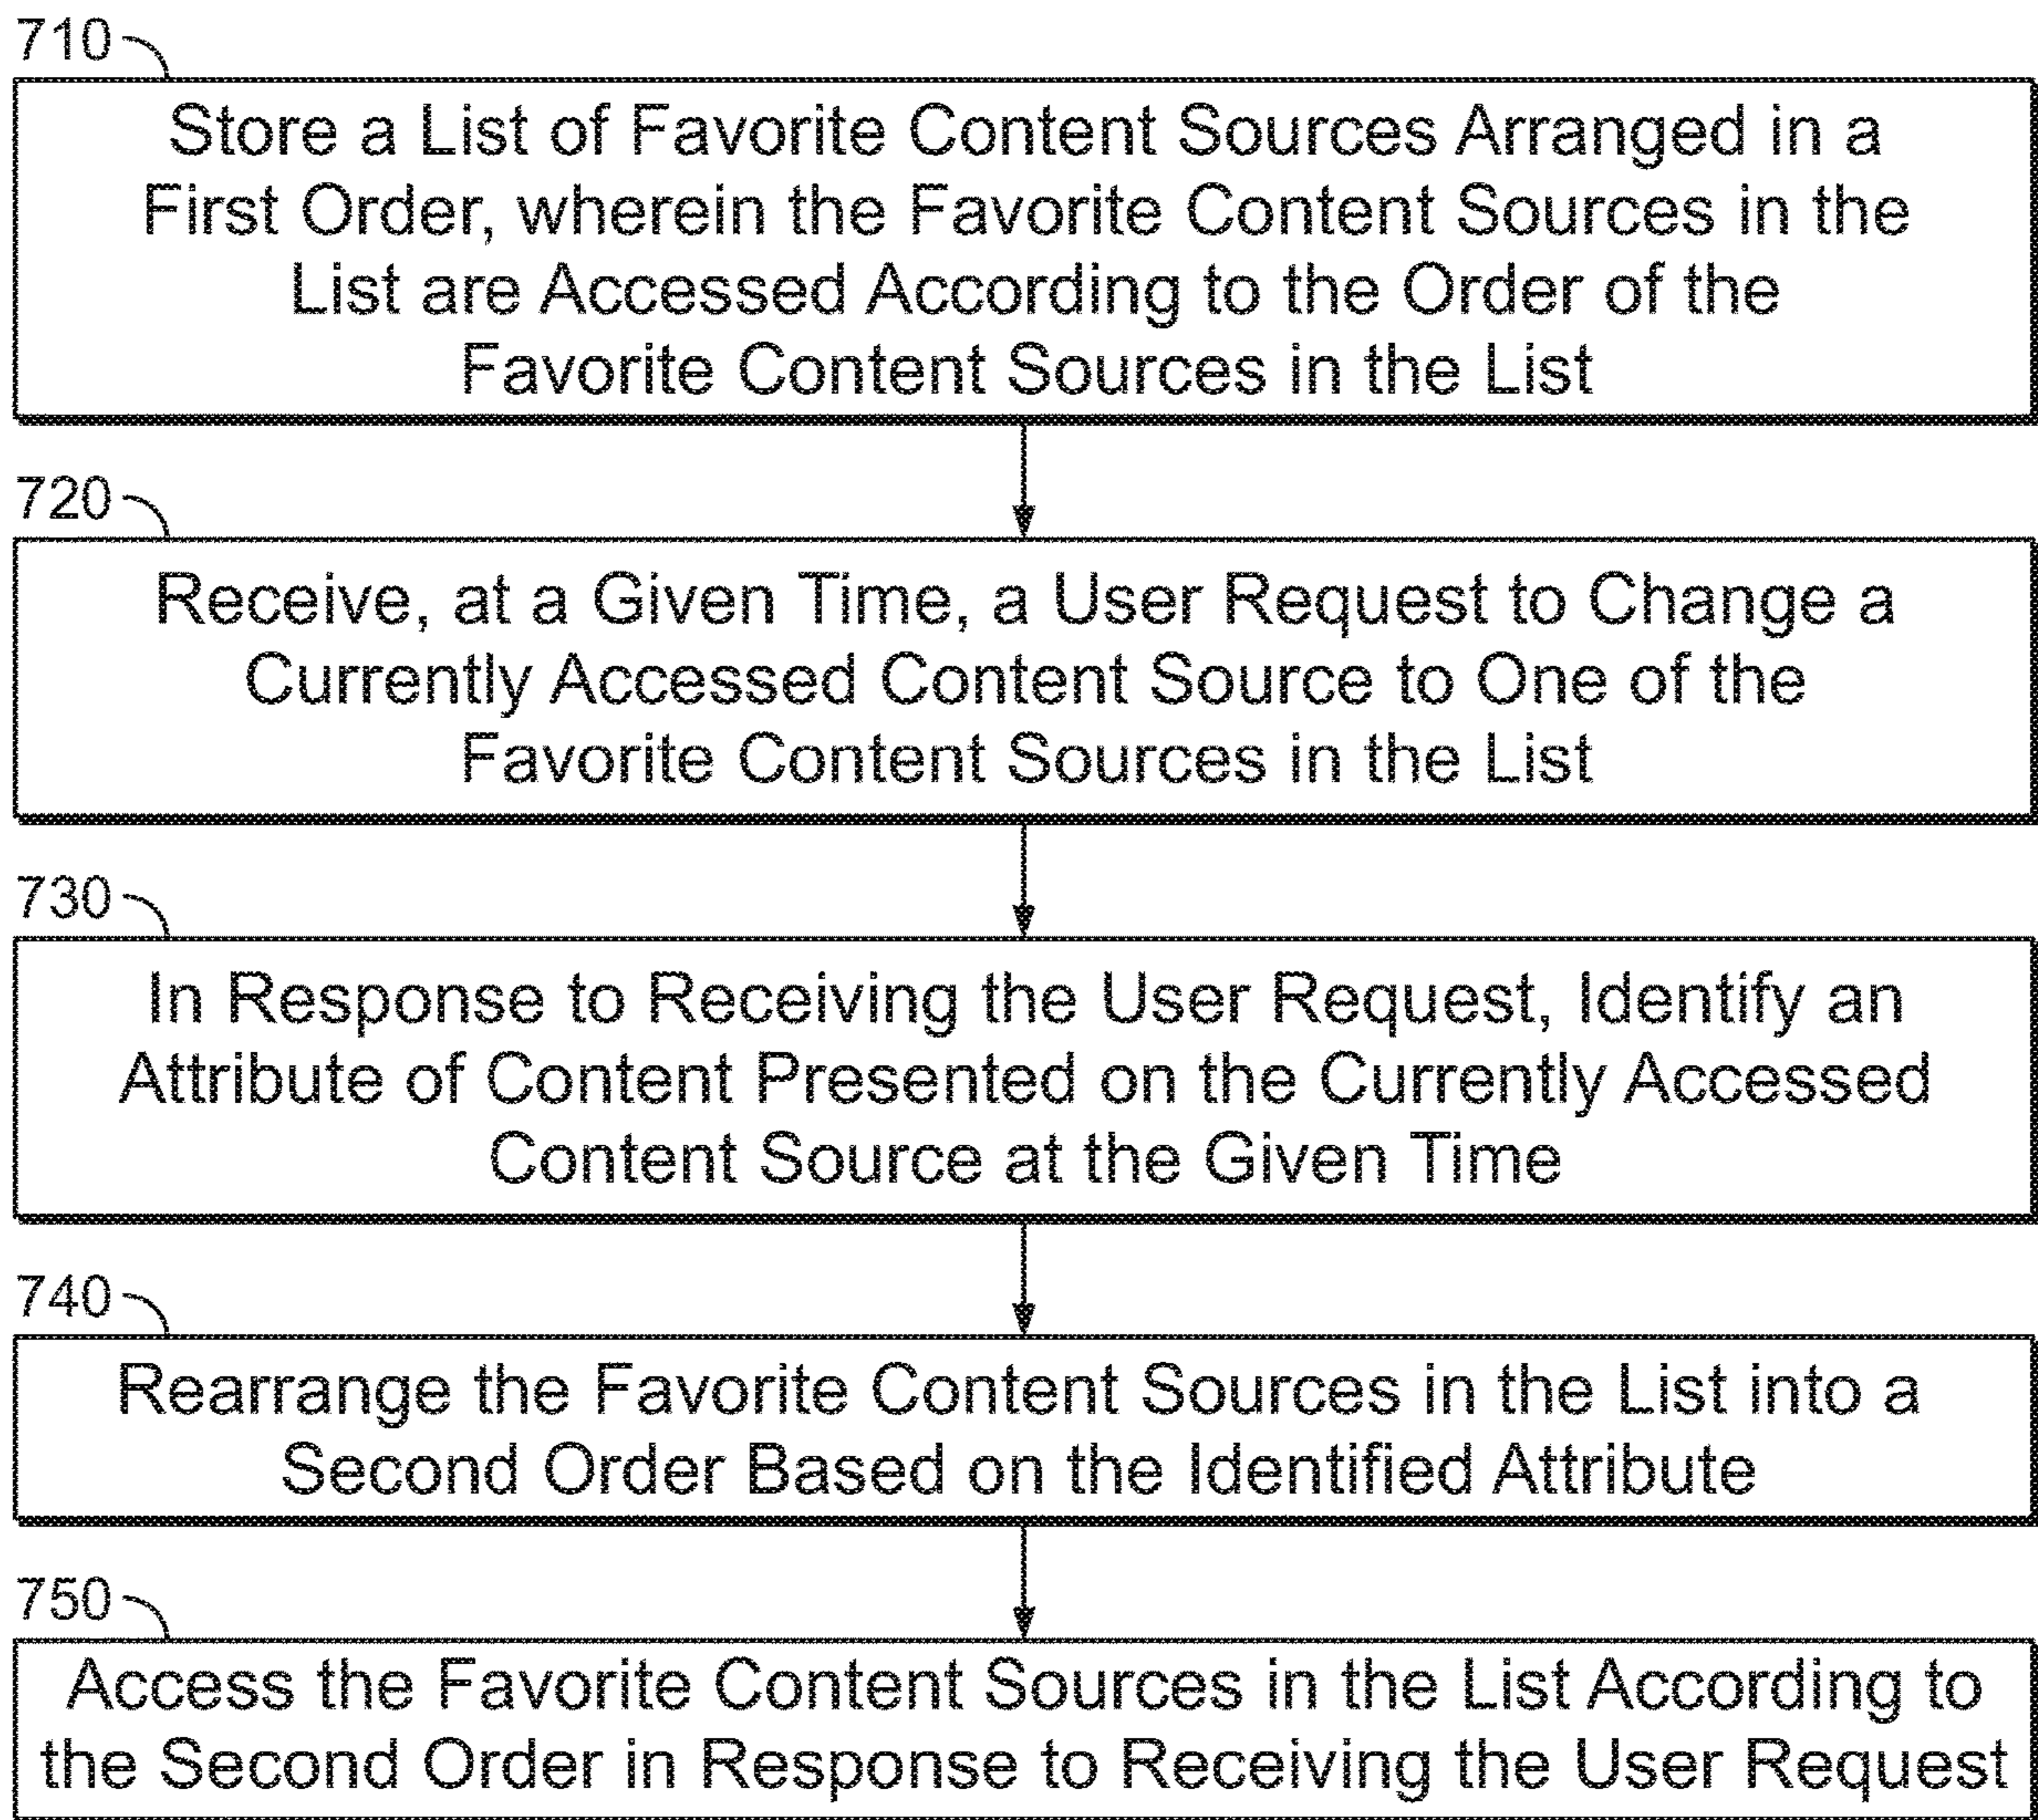 710
Store a List of Favorite Content Sources Arranged in a
First Order, wherein the Favorite Content Sources in the
List are Accessed According to the Order of the
Favorite Content Sources in the List
720
Receive, at a Given Time, a User Request to Change a
Currently Accessed Content Source to One of the
Favorite Content Sources in the List
730
In Response to Receiving the User Request, Identify an
Attribute of Content Presented on the Currently Accessed
Content Source at the Given Time
740
Rearrange the Favorite Content Sources in the List into a
Second Order Based on the Identified Attribute
750
Access the Favorite Content Sources in the List According to
the Second Order in Response to Receiving the User Request